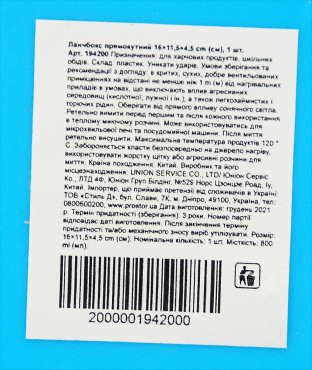 Ланчбокс прямокутний 16×11,5×4,5 cm (см), 1 шт.
Арт. 194200 Призначення: для харчових продуктів, шкільних
обідів. Склад: пластик. Уникати ударів. Умови зберігання та
рекомендації з догляду: в критих, сухих, добре вентильованих
приміщеннях на відстані не менше ніж 1 m (м) від нагрівальних
приладів в умовах, що виключають вплив агресивних
середовищ (кислотної, лужної і ін.), а також легкозаймистих і
горючих рідин. Оберігати від прямого впливу сонячного світла.
Ретельно вимити перед першим та після кожного використання
в теплому миючому розчині. Може використовуватись для
мікрохвильової печі та посудомийної машини. Після миття
ретельно висушити. Максимальна температура продуктів 120 °
C. Забороняється класти безпосередньо на джерело нагріву,
використовувати жорстку щітку або агресивні розчини для
миття. Країна походження: Китай. Виробник та його
місцезнаходження: UNION SERVICE CO., LTD/ Юніон Сервіс
Ко., ЛТД 4Ф, Юніон Груп Білдінг, №529 Норс Цзонцзе Роад, Іу,
Китай. Імпортер, що приймає претензії від споживачів в Україні:
ТОВ «Стиль Д», бул. Слави, 7К, м. Дніпро, 49100, Україна, тел:
0800600200, www.prostor.ua Дата виготовлення: грудень 2021
р. Термін придатності (зберігання): 3 роки. Номер партії
відповідає даті виготовлення. Після закінчення терміну
придатності та/або механічного зносу виріб утилізувати. Розмір:
16×11,5×4,5 cm (см). Номінальна кількість: 1 шт. Місткість: 800
ml (мл).
2000001942000